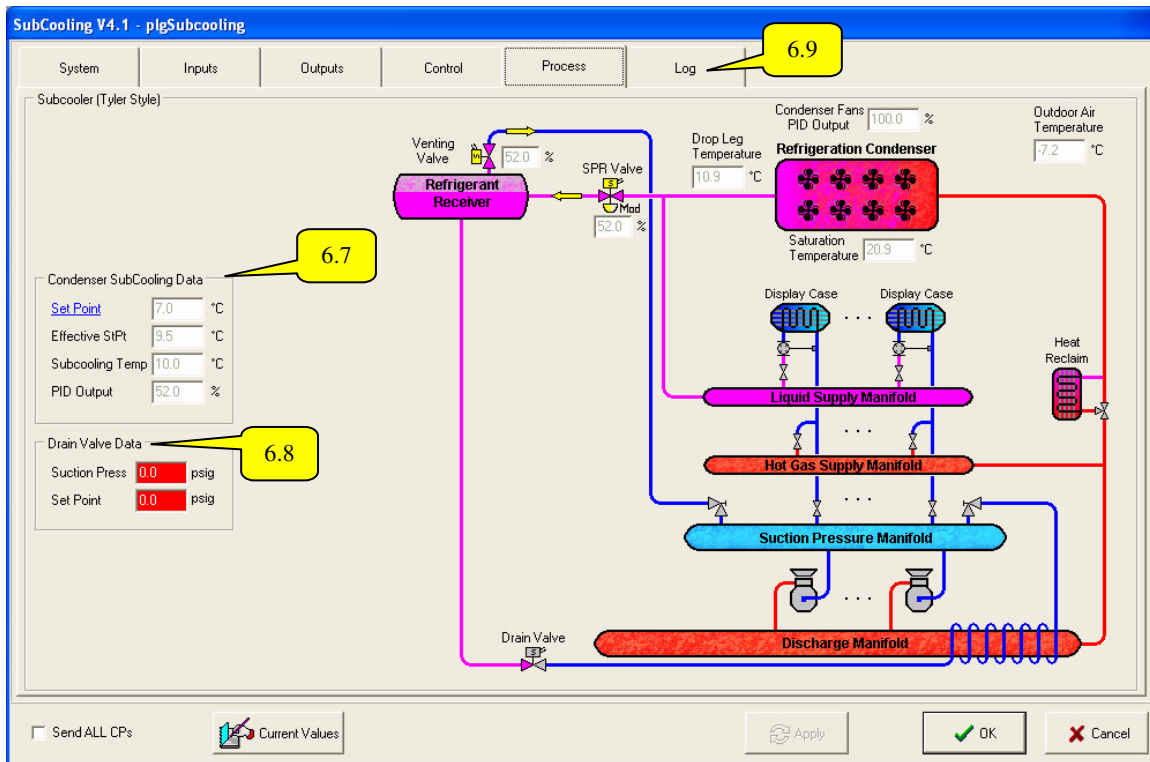 SubCooling V4.1 - plgSubcooling
System Inputs Outputs Control Process Log
6.9
Subcooler (Tyler Style)
Venting Valve
52.0 %
SPR Valve
Mod
52.0 %
Refrigerant Receiver
Drop Leg Temperature
10.9 °C
Condenser Fans PID Output 100.0 %
Refrigeration Condenser
Saturation Temperature 20.9 °C
Outdoor Air Temperature
-7.2 °C
6.7
Condenser SubCooling Data
Set Point 7.0 °C
Effective StPt 9.5 °C
Subcooling Temp 10.0 °C
PID Output 52.0 %
6.8
Drain Valve Data
Suction Press 0.0 psig
Set Point 0.0 psig
Display Case Display Case
. . .
Heat Reclaim
Liquid Supply Manifold
. . .
Hot Gas Supply Manifold
. . .
Suction Pressure Manifold
. . .
Drain Valve
Discharge Manifold
Send ALL CPs
Current Values
Apply
OK
Cancel